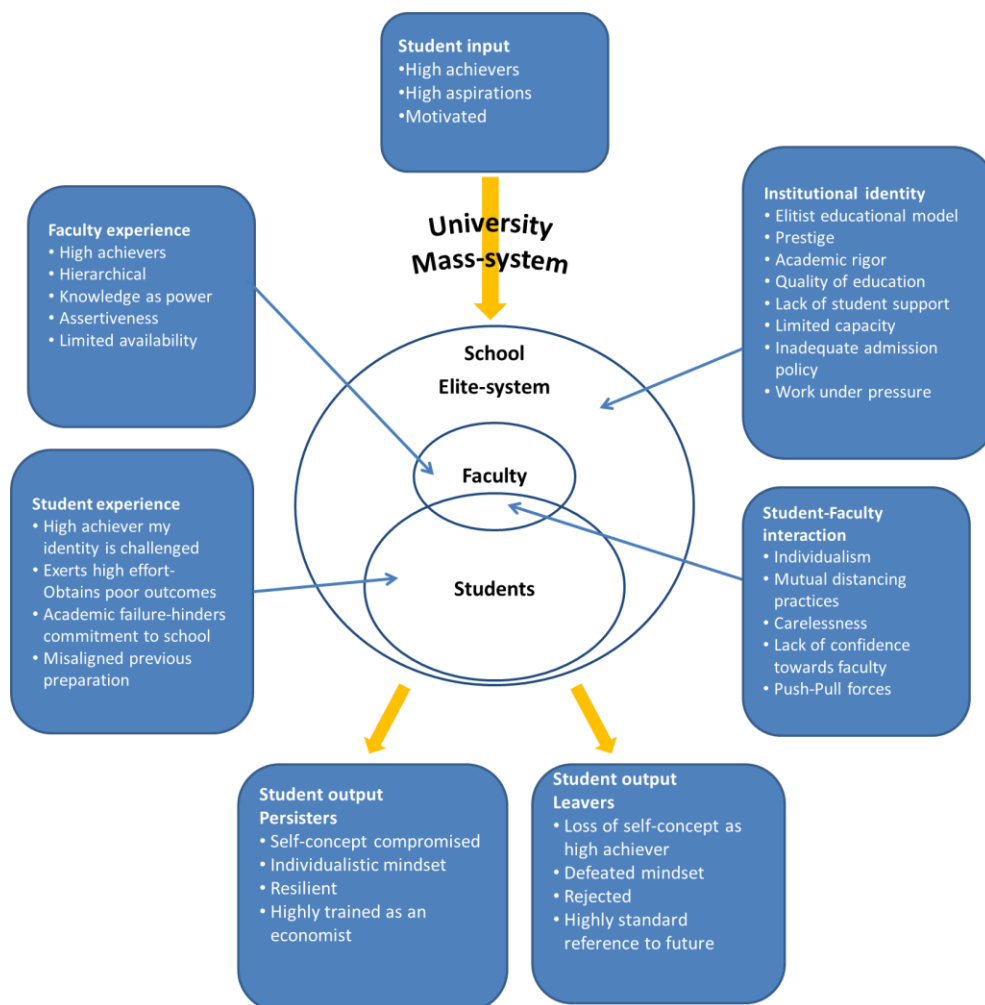 Student input
•High achievers
•High aspirations
•Motivated
University
Mass-system
Faculty experience
• High achievers
• Hierarchical
• Knowledge as power
• Assertiveness
• Limited availability
Institutional identity
• Elitist educational model
• Prestige
• Academic rigor
• Quality of education
• Lack of student support
• Limited capacity
• Inadequate admission
policy
• Work under pressure
School
Elite-system
Faculty
Students
Student experience
• High achiever my
identity is challenged
• Exerts high effort-
Obtains poor outcomes
• Academic failure-hinders
commitment to school
• Misaligned previous
preparation
Student-Faculty
interaction
• Individualism
• Mutual distancing
practices
• Carelessness
• Lack of confidence
towards faculty
• Push-Pull forces
Student output
Persisters
• Self-concept compromised
• Individualistic mindset
• Resilient
• Highly trained as an
economist
Student output
Leavers
• Loss of self-concept as
high achiever
• Defeated mindset
• Rejected
• Highly standard
reference to future